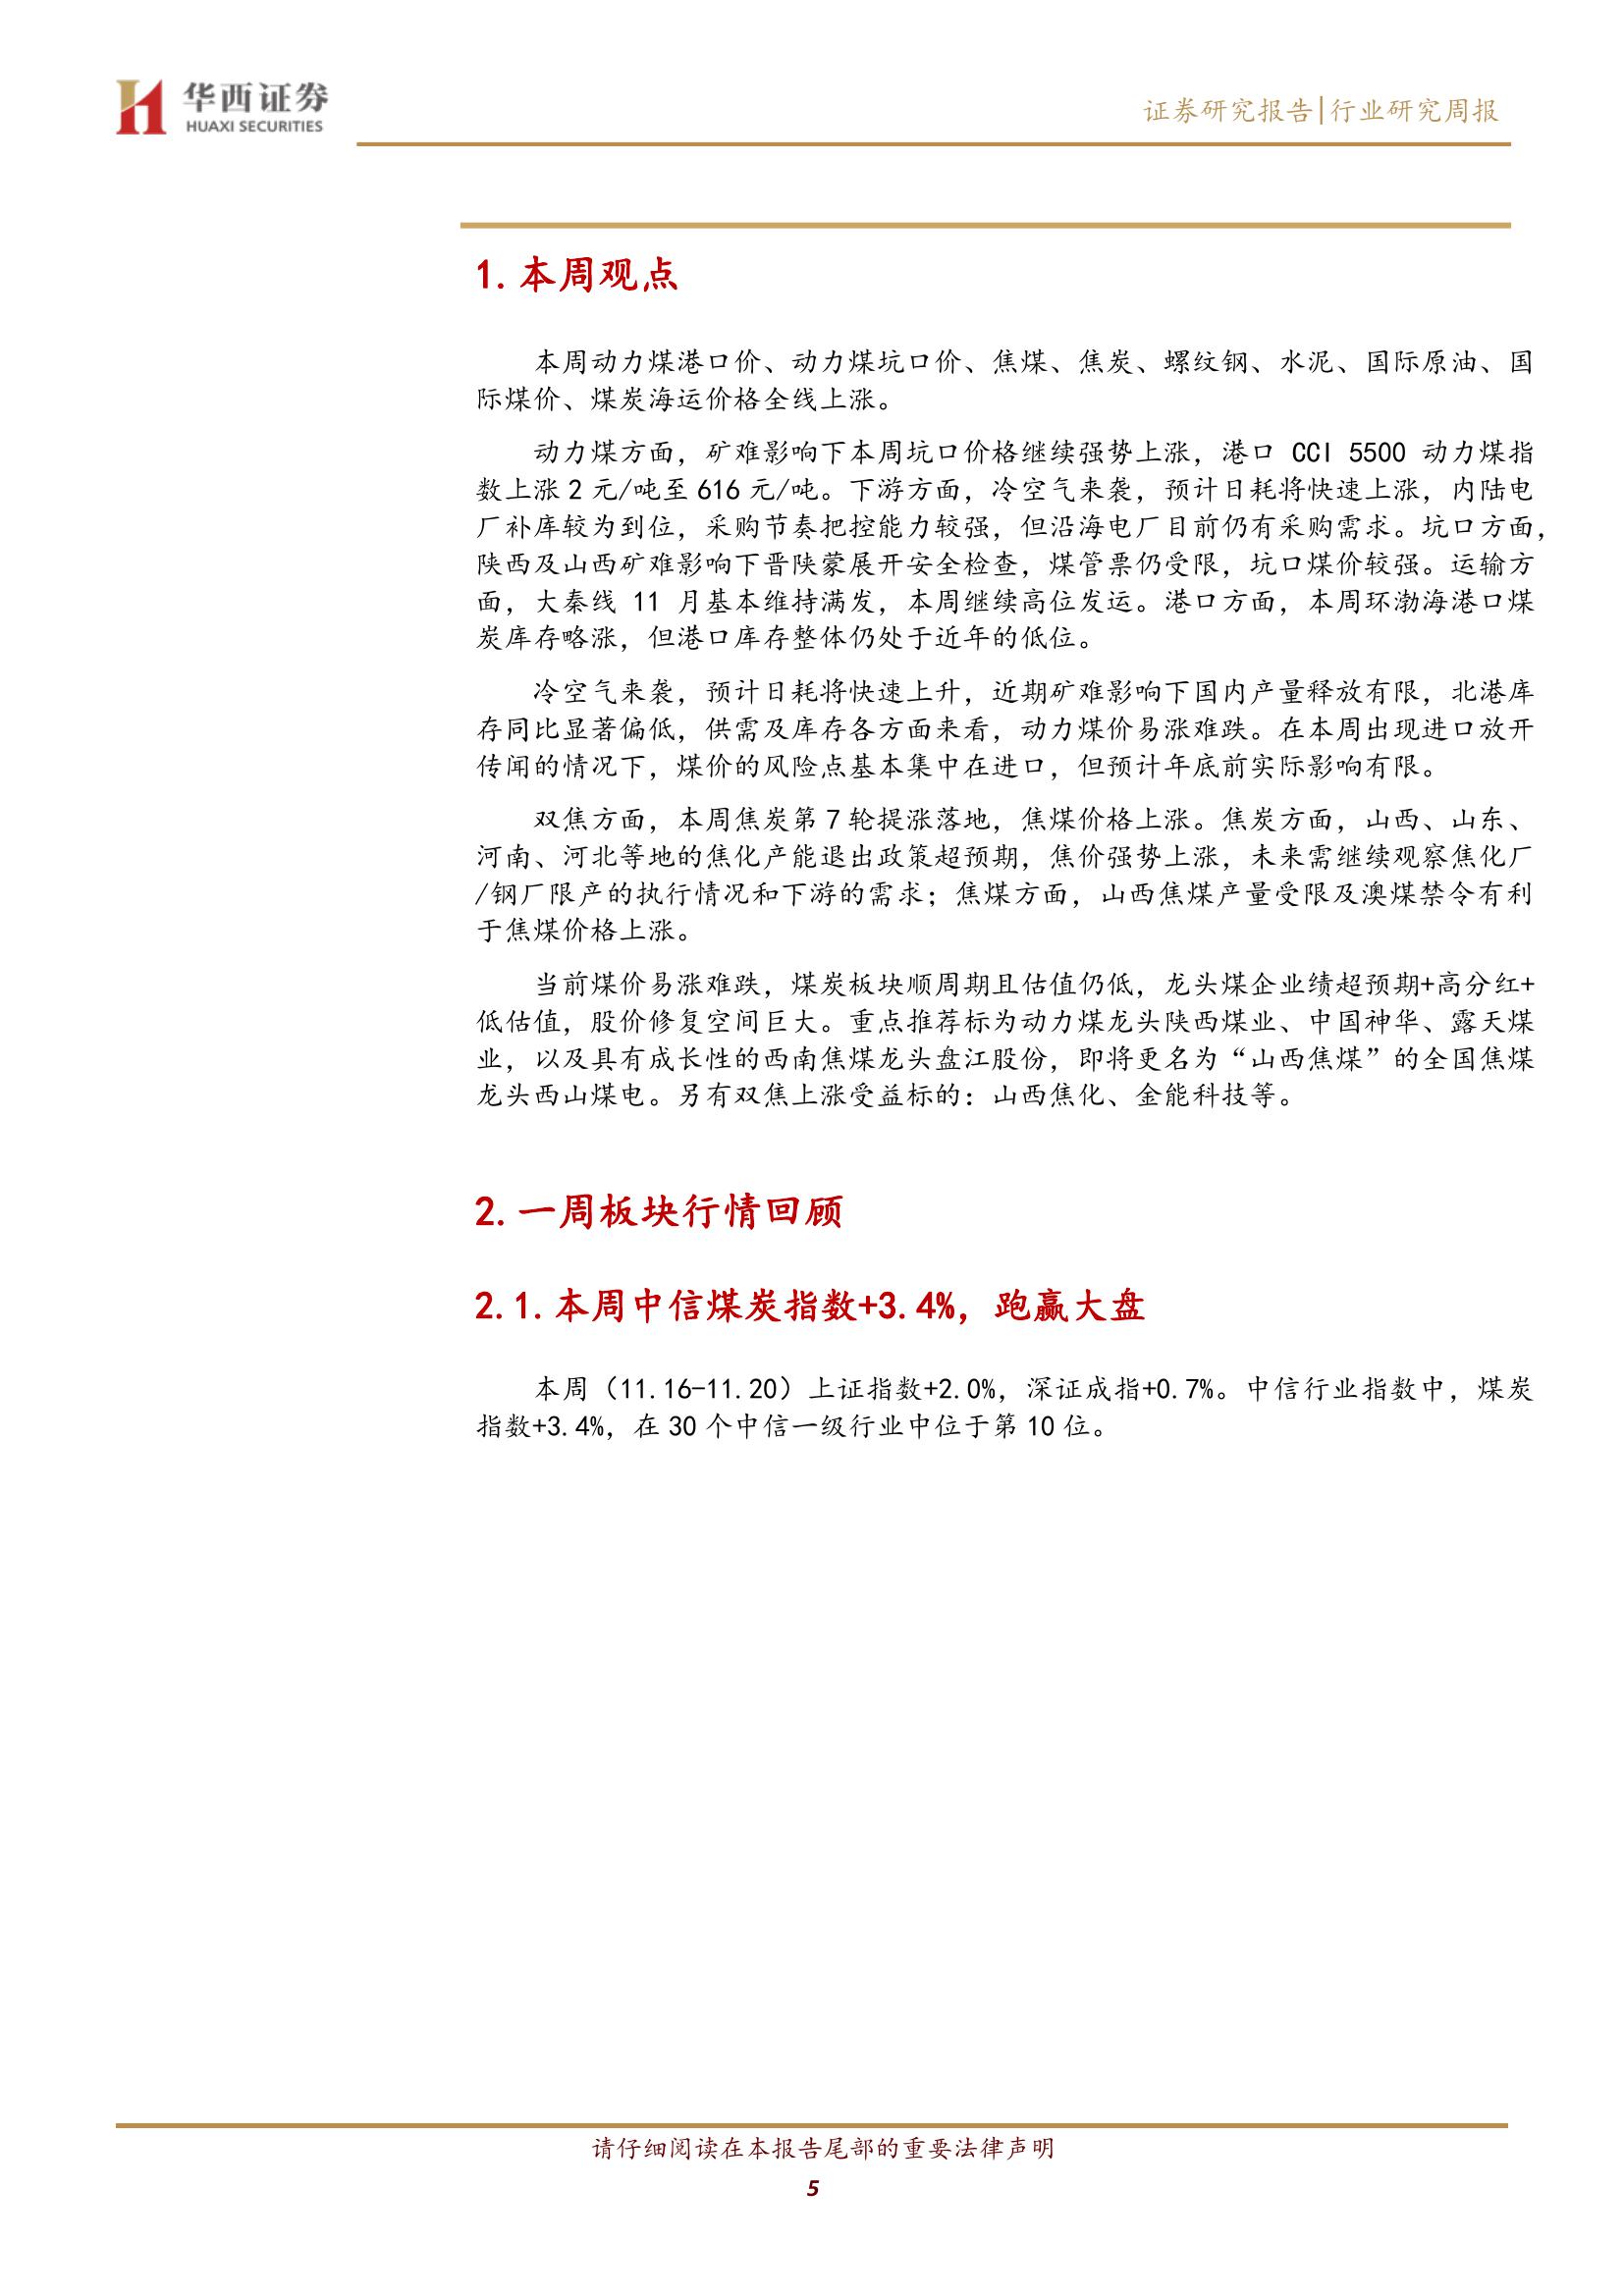 华西证券
HUAXI SECURITIES
证券研究报告|行业研究周报
1.本周观点
本周动力煤港口价、动力煤坑口价、焦煤、焦炭、螺纹钢、水泥、国际原油、国
际煤价、煤炭海运价格全线上涨。
动力煤方面，矿难影响下本周坑口价格继续强势上涨，港口 CCI 5500 动力煤指
数上涨2元/吨至616元/吨。下游方面，冷空气来袭，预计日耗将快速上涨，内陆电
厂补库较为到位，采购节奏把控能力较强，但沿海电厂目前仍有采购需求。坑口方面，
陕西及山西矿难影响下晋陕蒙展开安全检查，煤管票仍受限，坑口煤价较强。运输方
面，大秦线 11 月基本维持满发，本周继续高位发运。港口方面，本周环渤海港口煤
炭库存略涨，但港口库存整体仍处于近年的低位。
冷空气来袭，预计日耗将快速上升，近期矿难影响下国内产量释放有限，北港库
存同比显著偏低，供需及库存各方面来看，动力煤价易涨难跌。在本周出现进口放开
传闻的情况下，煤价的风险点基本集中在进口，但预计年底前实际影响有限。
双焦方面，本周焦炭第7轮提涨落地，焦煤价格上涨。焦炭方面，山西、山东、
河南、河北等地的焦化产能退出政策超预期，焦价强势上涨，未来需继续观察焦化厂
/钢厂限产的执行情况和下游的需求；焦煤方面，山西焦煤产量受限及澳煤禁令有利
于焦煤价格上涨。
当前煤价易涨难跌，煤炭板块顺周期且估值仍低，龙头煤企业绩超预期+高分红+
低估值，股价修复空间巨大。重点推荐标为动力煤龙头陕西煤业、中国神华、露天煤
业，以及具有成长性的西南焦煤龙头盘江股份，即将更名为“山西焦煤”的全国焦煤
龙头西山煤电。另有双焦上涨受益标的：山西焦化、金能科技等。
2.一周板块行情回顾
2.1.本周中信煤炭指数+3.4%，跑赢大盘
本周（11.16-11.20）上证指数+2.0%，深证成指+0.7%。中信行业指数中，煤炭
指数+3.4%，在30个中信一级行业中位于第10位。
请仔细阅读在本报告尾部的重要法律声明
5